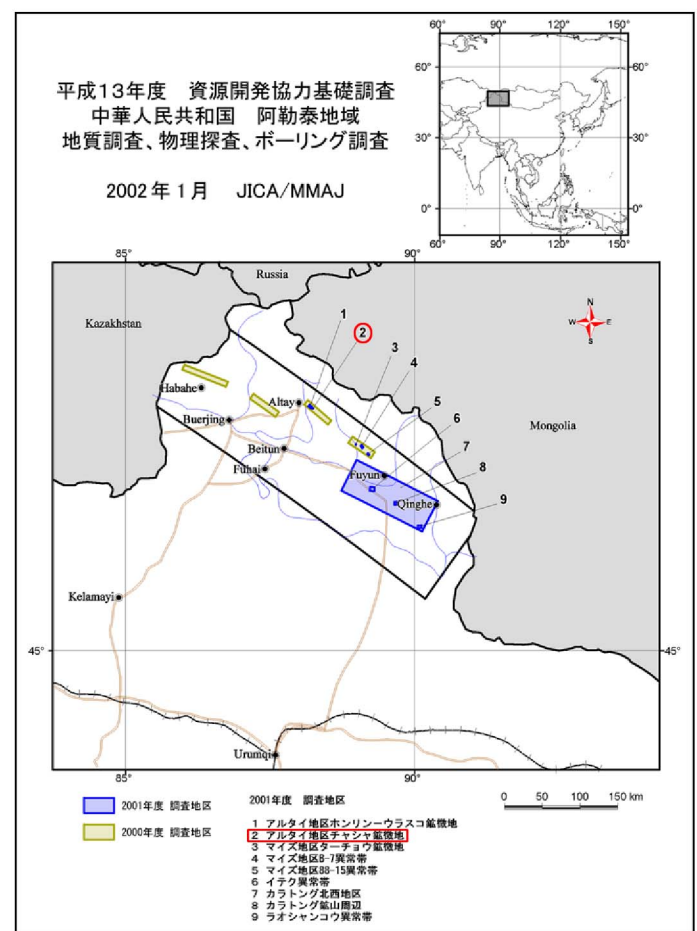 平成13年度　資源開発協力基礎調査
中華人民共和国　阿勒泰地域
地質調査、物理探査、ボーリング調査
2002年1月　JICA/MMAJ
60° 90° 120° 150°
60° 60°
30° 30°
0° 0°
60° 90° 120° 150°
85° 90°
Russia
Kazakhstan
Mongolia
N
W E
S
1
2
3
4
5
6
7
8
9
Habahe
Altay
Buerjing
Beitun
Fuhai
Fuyun
Qinghe
Kelamayi
45° 45°
Urumqi
85° 90°
2001年度 調査地区
2000年度 調査地区
0 50 100 150 km
2001年度　調査地区
1 アルタイ地区ホンリンーウラスコ鉱徴地
2 アルタイ地区チャシャ鉱徴地
3 マイズ地区ターチョウ鉱徴地
4 マイズ地区B-7異常帯
5 マイズ地区88-15異常帯
6 イテク異常帯
7 カラトング北西地区
8 カラトング鉱山周辺
9 ラオシャンコウ異常帯